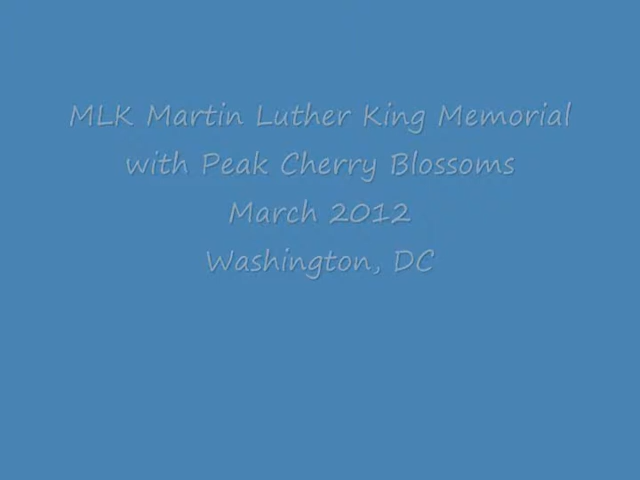 MLK Martin Luther King Memorial
with Peak Cherry Blossoms
March 2012
Washington, DC